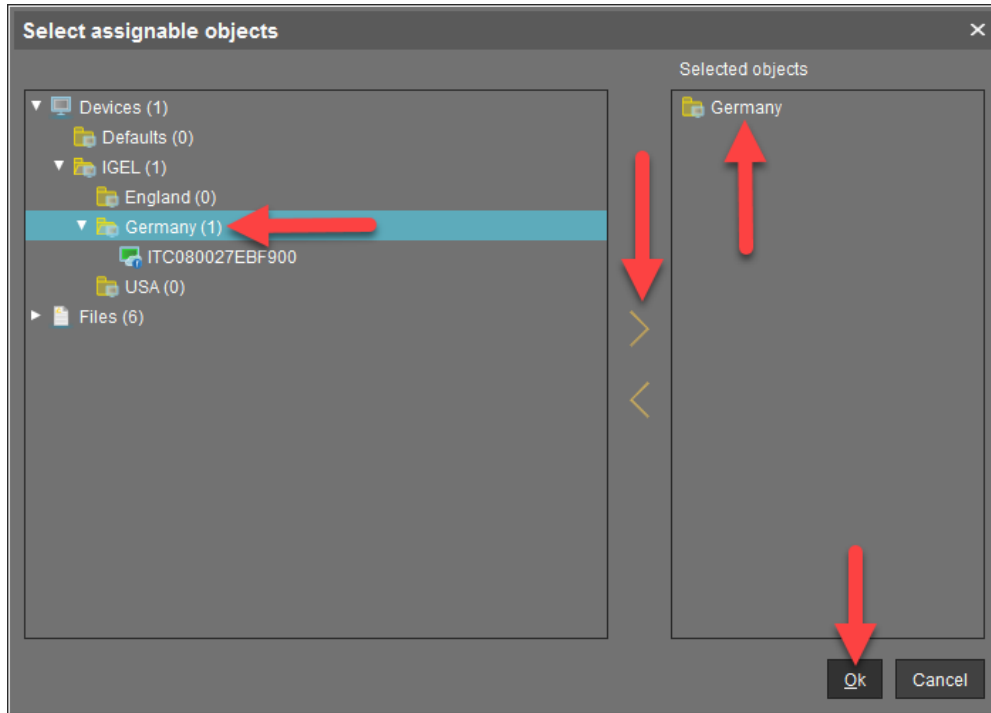 Select assignable objects
Selected objects
Devices (1)
Defaults (0)
IGEL (1)
England (0)
Germany (1)
ITC080027EBF900
USA (0)
Files (6)
Germany
Ok
Cancel